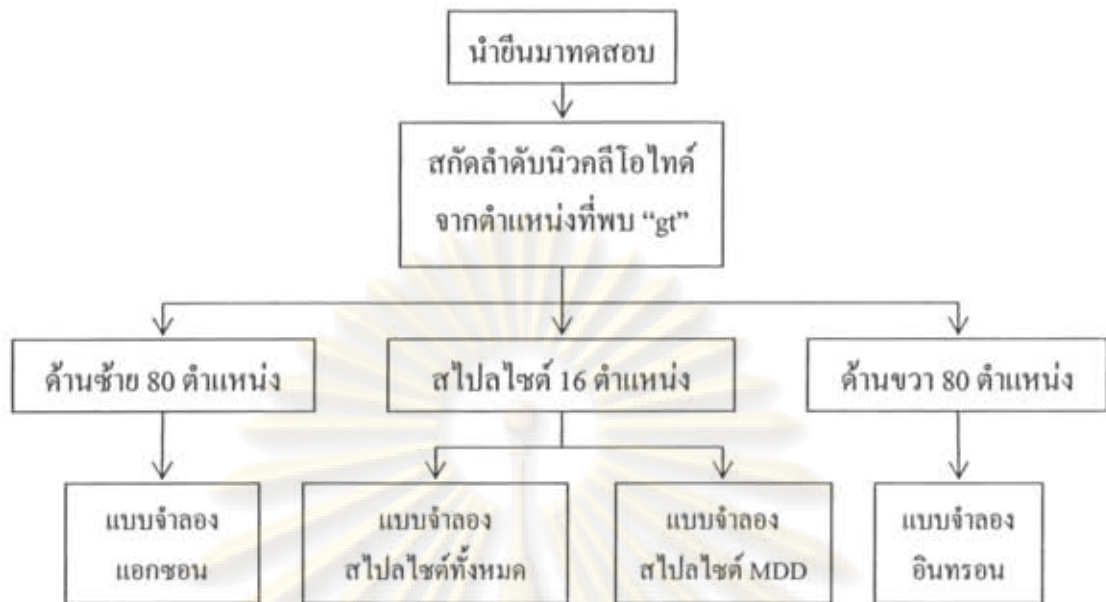 นำยีนมาทดสอบ
สกัดลำดับนิวคลีโอไทด์
จากตำแหน่งที่พบ “gt”
ด้านซ้าย 80 ตำแหน่ง
สไปลไซต์ 16 ตำแหน่ง
ด้านขวา 80 ตำแหน่ง
แบบจำลอง
แอกซอน
แบบจำลอง
สไปลไซต์ทั้งหมด
แบบจำลอง
สไปลไซต์ MDD
แบบจำลอง
อินทรอน